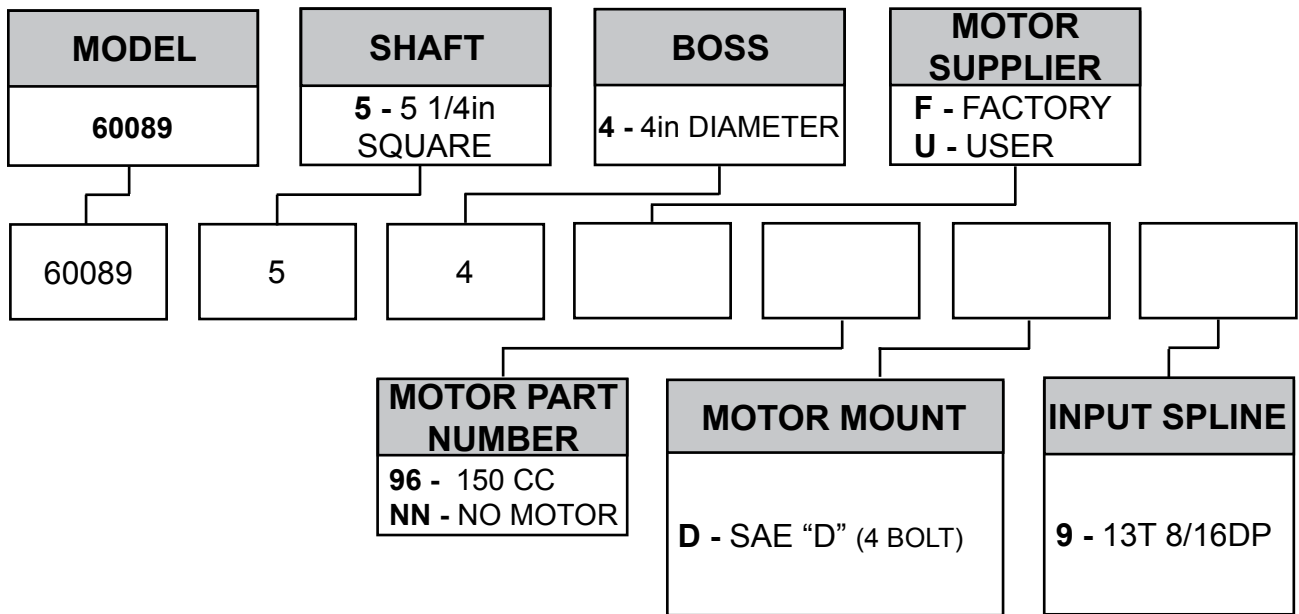 MODEL
60089
SHAFT
5 - 5 1/4in
SQUARE
BOSS
4 - 4in DIAMETER
MOTOR
SUPPLIER
F - FACTORY
U - USER
60089
5
4
MOTOR PART
NUMBER
96 - 150 CC
NN - NO MOTOR
MOTOR MOUNT
D - SAE “D” (4 BOLT)
INPUT SPLINE
9 - 13T 8/16DP